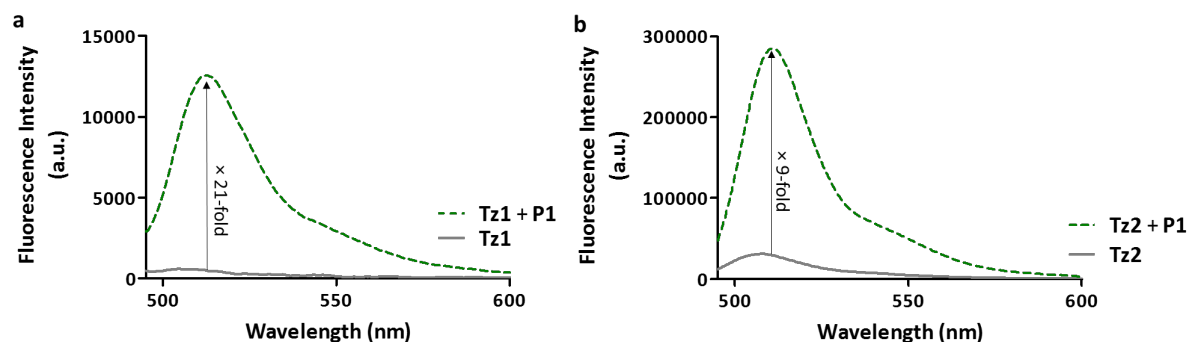 a
Fluorescence Intensity
(a.u.)
15000
10000
5000
0
× 21-fold
Tz1 + P1
Tz1
500
550
600
Wavelength (nm)
b
Fluorescence Intensity
(a.u.)
300000
200000
100000
0
× 9-fold
Tz2 + P1
Tz2
500
550
600
Wavelength (nm)